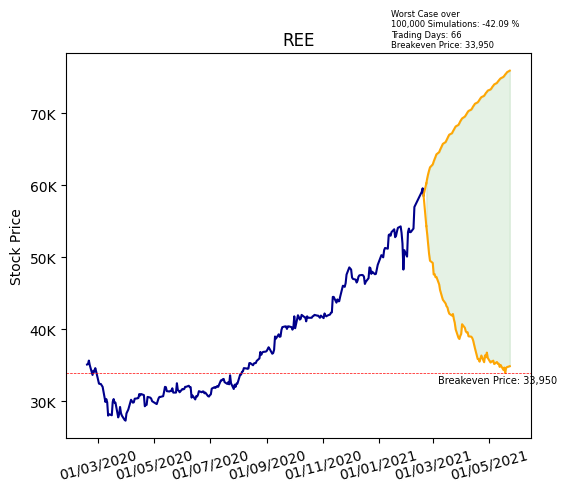 Worst Case over
100,000 Simulations: -42.09 %
Trading Days: 66
Breakeven Price: 33,950
REE
Stock Price
70K
60K
50K
40K
30K
Breakeven Price: 33,950
01/03/2020
01/05/2020
01/07/2020
01/09/2020
01/11/2020
01/01/2021
01/03/2021
01/05/2021